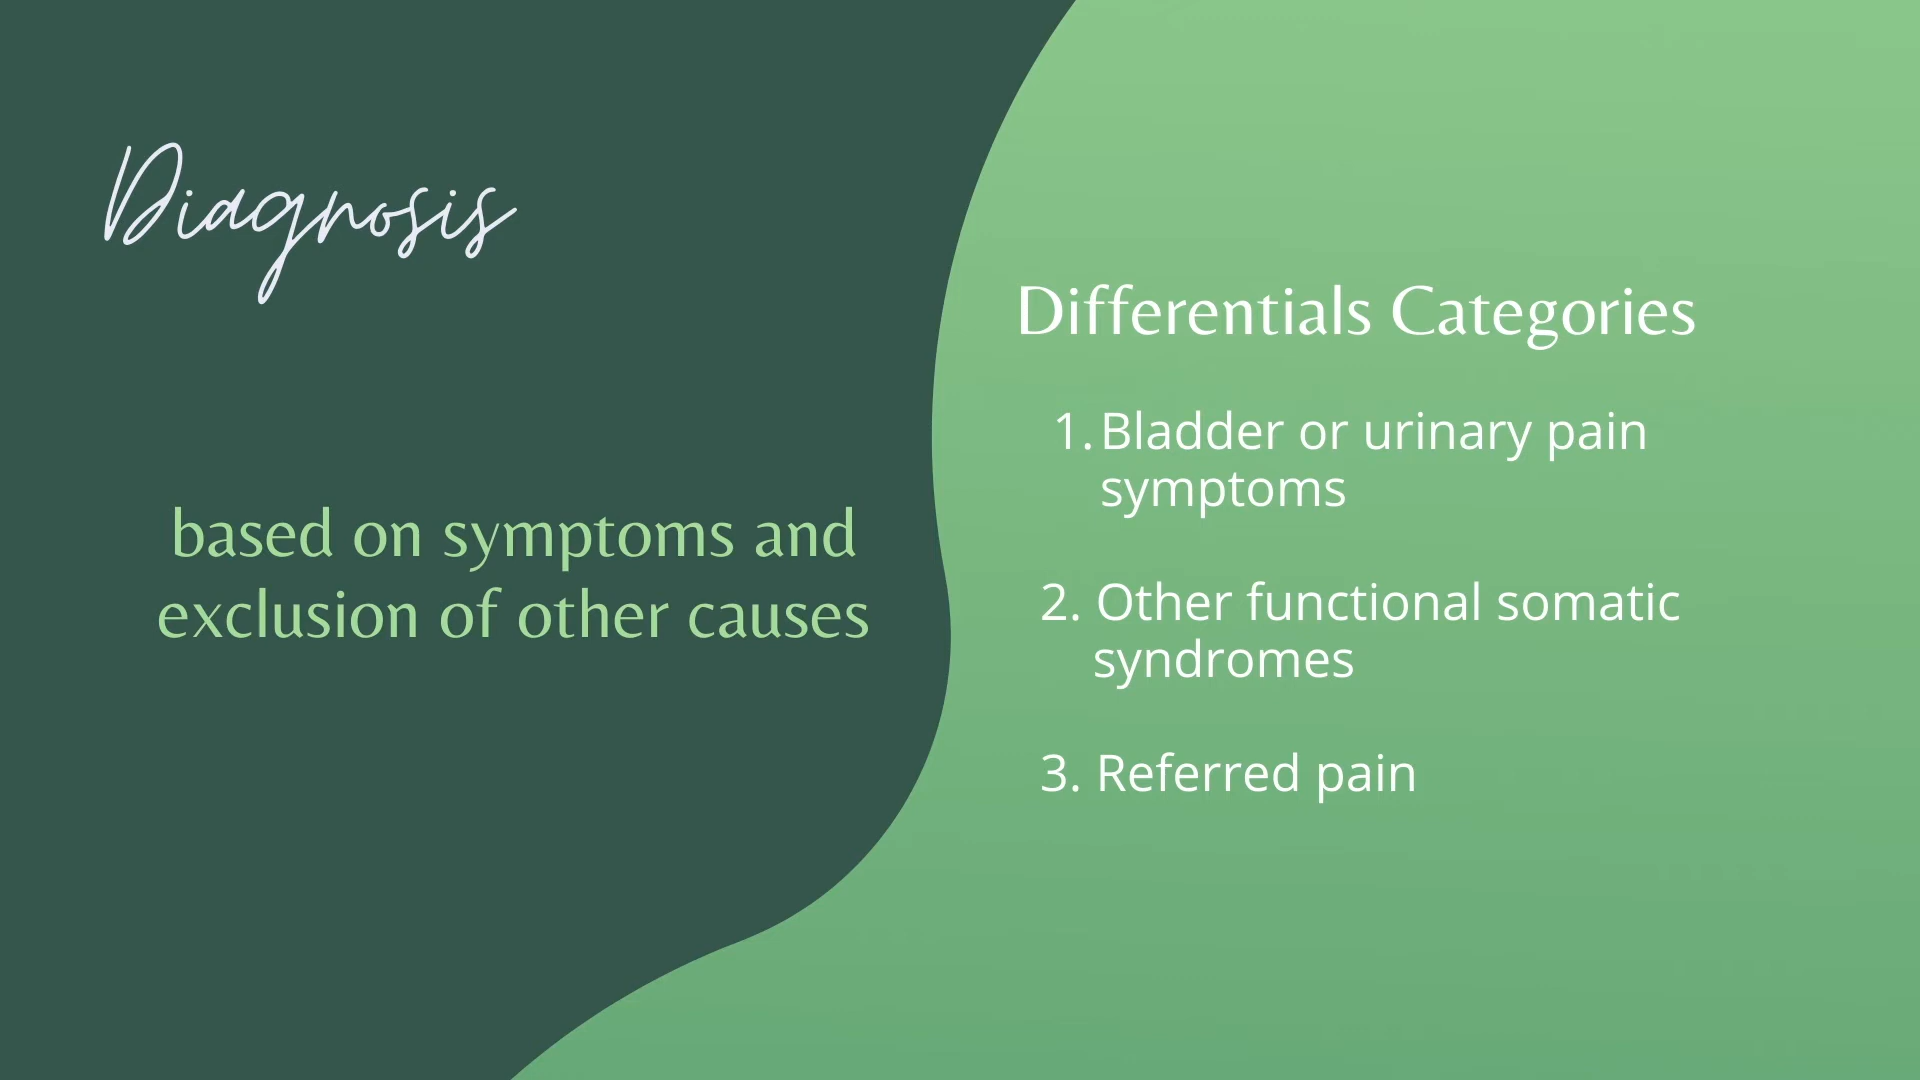 Diagnosis
based on symptoms and
exclusion of other causes
Differentials Categories
1. Bladder or urinary pain
symptoms
2. Other functional somatic
syndromes
3. Referred pain